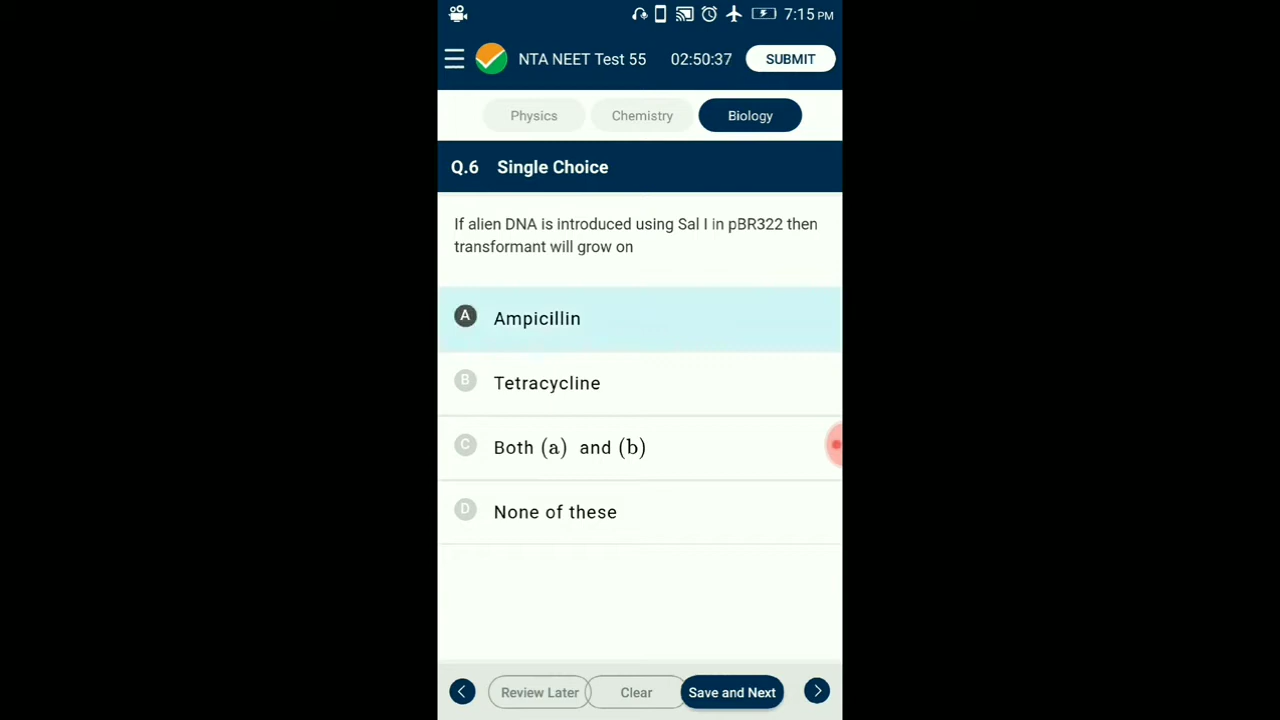 7:15 PM
NTA NEET Test 55 02:50:37 SUBMIT
Physics Chemistry Biology
Q.6 Single Choice
If alien DNA is introduced using Sal I in pBR322 then
transformant will grow on
A Ampicillin
B Tetracycline
C Both (a) and (b)
D None of these
Review Later Clear Save and Next